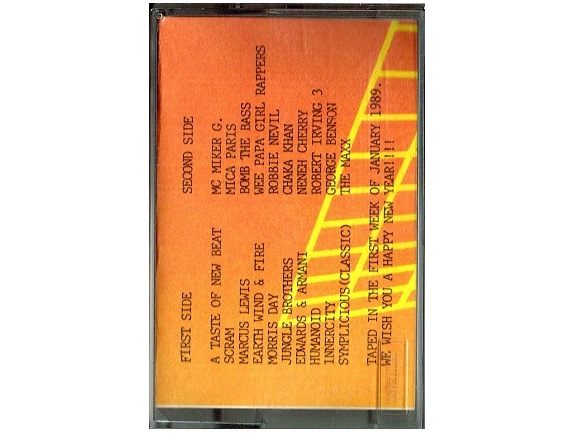 FIRST SIDE
A TASTE OF NEW BEAT
SCRAM
MARCUS LEWIS
EARTH WIND & FIRE
MORRIS DAY
JUNGLE BROTHERS
EDWARDS & ARMANI
HUMANOID
INNERCITY
SYMPLICIOUS(CLASSIC)
SECOND SIDE
MC MIKER G.
MICA PARIS
BOMB THE BASS
WEE PAPA GIRL RAPPERS
ROBBIE NEVIL
CHAKA KHAN
NENEH CHERRY
ROBERT IRVING 3
GEORGE BENSON
THE MAXX
TAPED IN THE FIRST WEEK OF JANUARY 1989.
WE WISH YOU A HAPPY NEW YEAR!!!!